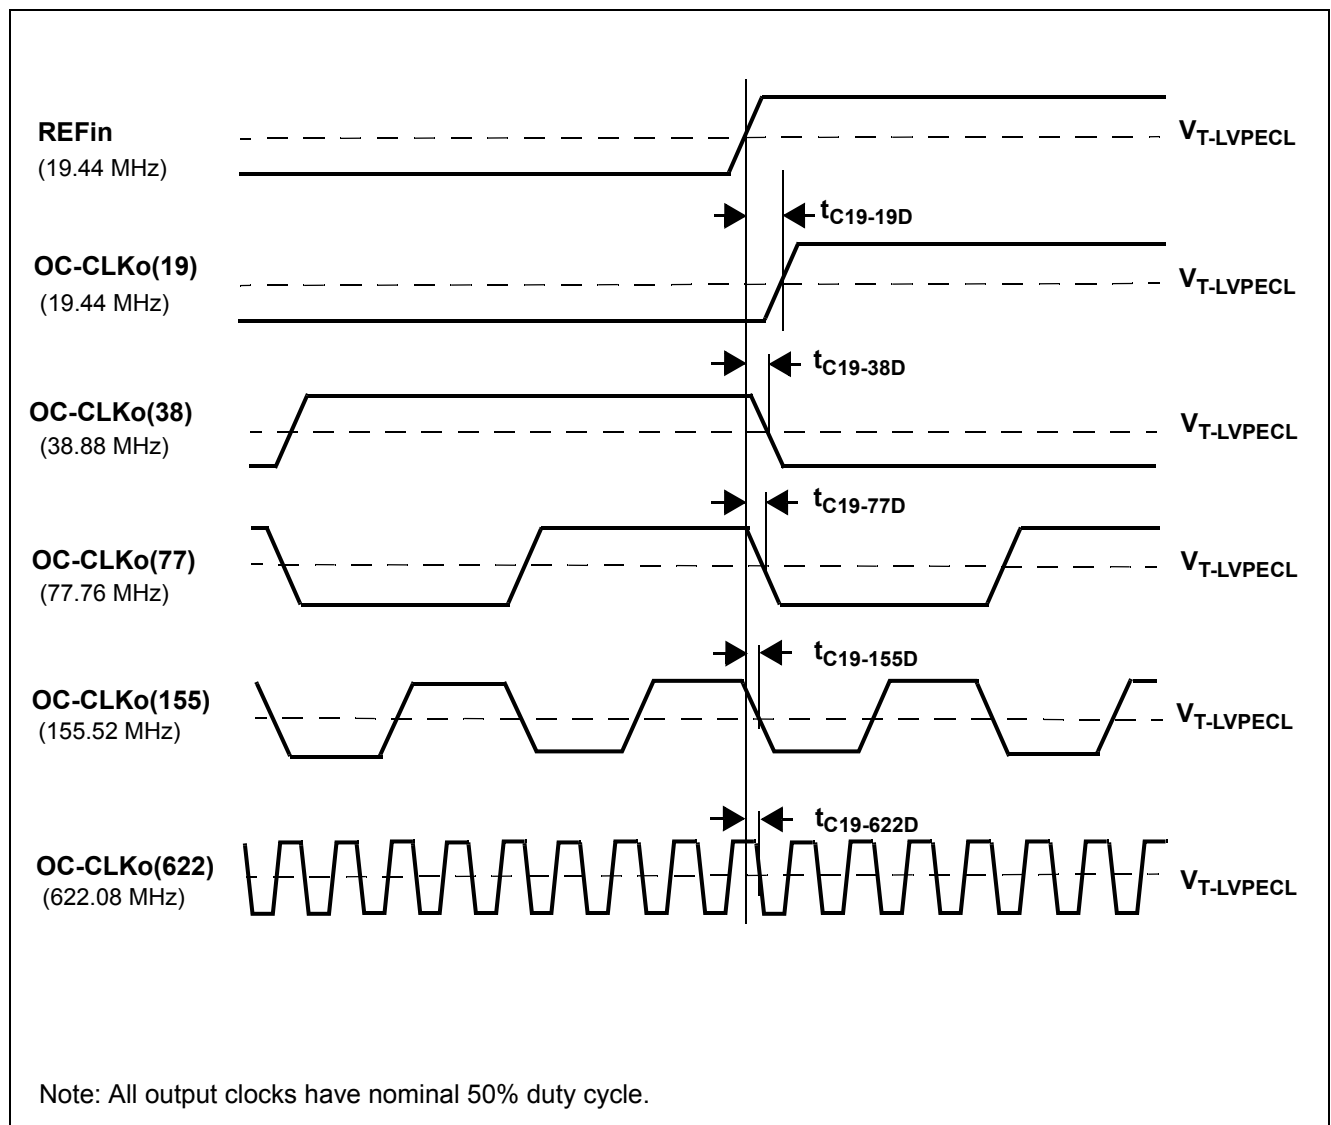 REFin
(19.44 MHz)
VT-LVPECL
tC19-19D
OC-CLKo(19)
(19.44 MHz)
VT-LVPECL
tC19-38D
OC-CLKo(38)
(38.88 MHz)
VT-LVPECL
tC19-77D
OC-CLKo(77)
(77.76 MHz)
VT-LVPECL
tC19-155D
OC-CLKo(155)
(155.52 MHz)
VT-LVPECL
tC19-622D
OC-CLKo(622)
(622.08 MHz)
VT-LVPECL
Note: All output clocks have nominal 50% duty cycle.